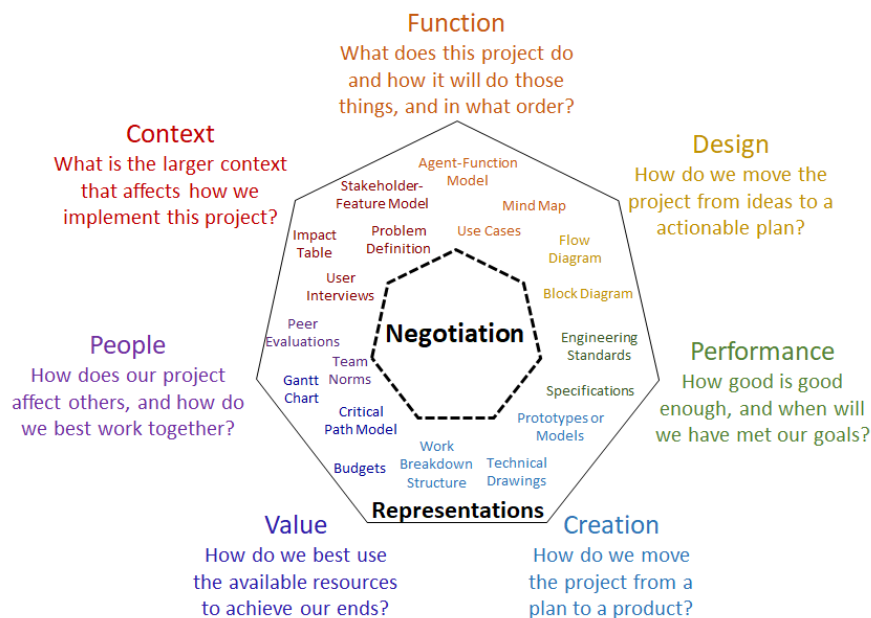 Function
What does this project do
and how it will do those
things, and in what order?
Context
What is the larger context
that affects how we
implement this project?
Design
How do we move the
project from ideas to a
actionable plan?
Agent-Function
Model
Stakeholder-
Feature Model
Mind Map
Impact
Table
Problem
Definition
Use Cases
Flow
Diagram
User
Interviews
Block Diagram
Negotiation
Peer
Evaluations
Engineering
Standards
People
How does our project
affect others, and how do
we best work together?
Performance
How good is good
enough, and when will
we have met our goals?
Team
Norms
Gantt
Chart
Specifications
Critical
Path Model
Prototypes or
Models
Budgets
Work
Breakdown
Structure
Technical
Drawings
Representations
Value
How do we best use
the available resources
to achieve our ends?
Creation
How do we move
the project from a
plan to a product?